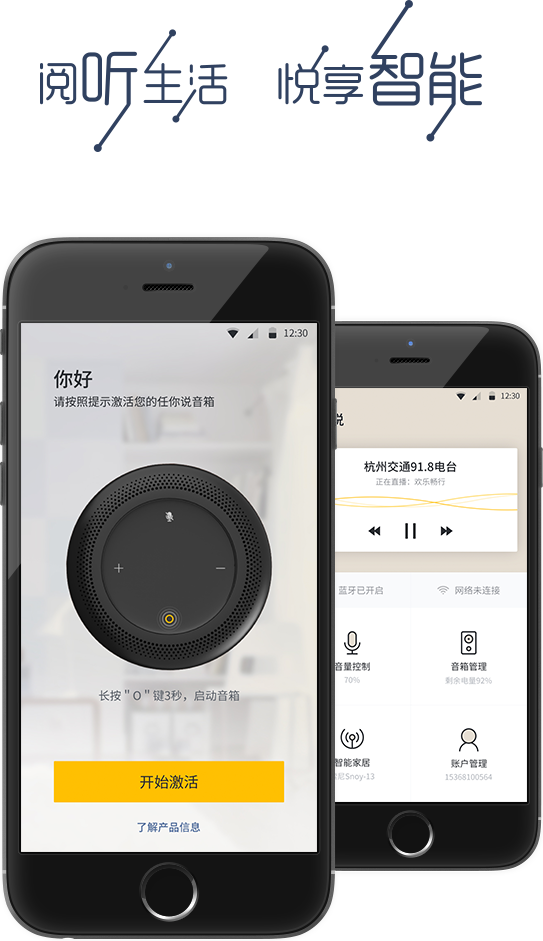 阅听生活 悦享智能
12:30
你好
请按照提示激活您的任你说音箱
长按 " O " 键3秒，启动音箱
开始激活
了解产品信息
12:30
说
杭州交通91.8电台
正在直播：欢乐畅行
蓝牙已开启 网络未连接
音量控制 音箱管理
70% 剩余电量92%
智能家居 账户管理
尼Snoy-13 15368100564